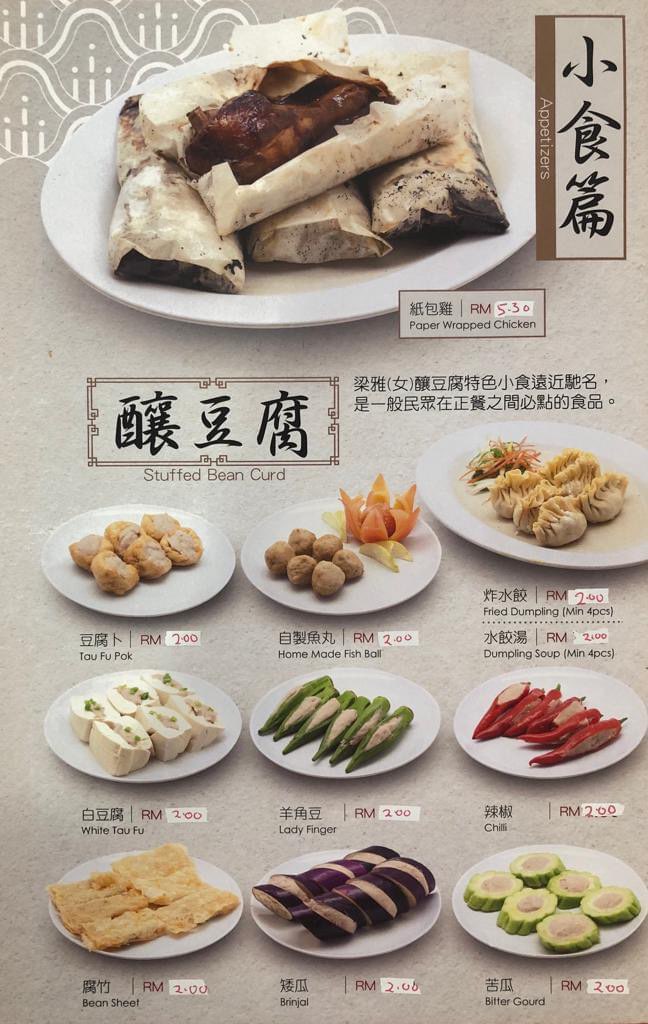 小食篇
Appetizers
紙包雞 | RM 5.30
Paper Wrapped Chicken
釀豆腐
Stuffed Bean Curd
梁雅(女)釀豆腐特色小食遠近馳名，
是一般民眾在正餐之間必點的食品。
豆腐卜 | RM 2.00
Tau Fu Pok
自製魚丸 | RM 2.00
Home Made Fish Ball
炸水餃 | RM 2.00
Fried Dumpling (Min 4pcs)
水餃湯 | RM 2.00
Dumpling Soup (Min 4pcs)
白豆腐 | RM 2.00
White Tau Fu
羊角豆 | RM 2.00
Lady Finger
辣椒 | RM 2.00
Chilli
腐竹 | RM 2.00
Bean Sheet
矮瓜 | RM 2.00
Brinjal
苦瓜 | RM 2.00
Bitter Gourd